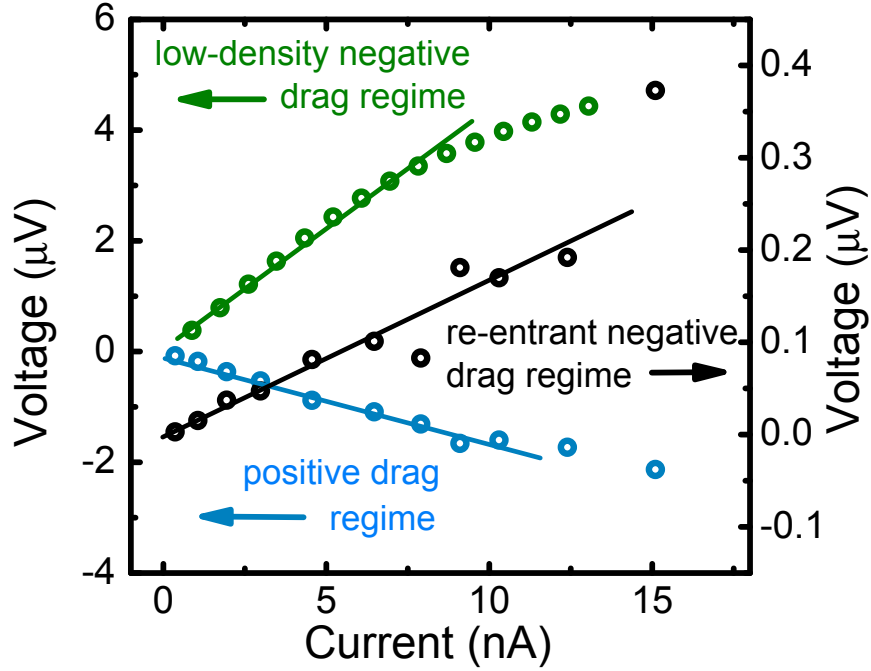 6
4
2
0
-2
-4
Voltage (μV)
low-density negative
drag regime
re-entrant negative
drag regime
positive drag
regime
0.4
0.3
0.2
0.1
0.0
-0.1
Voltage (μV)
0
5
10
15
Current (nA)